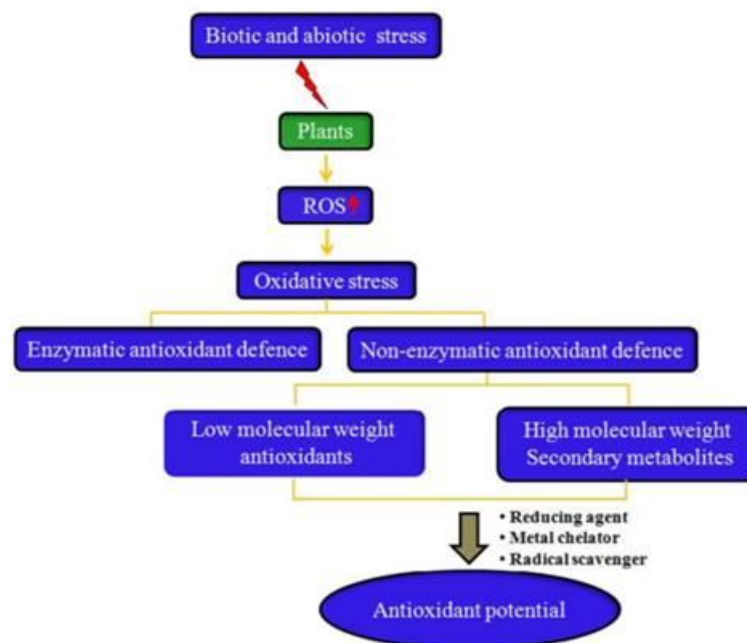 Biotic and abiotic stress
Plants
ROS
Oxidative stress
Enzymatic antioxidant defence
Non-enzymatic antioxidant defence
Low molecular weight
antioxidants
High molecular weight
Secondary metabolites
• Reducing agent
• Metal chelator
• Radical scavenger
Antioxidant potential